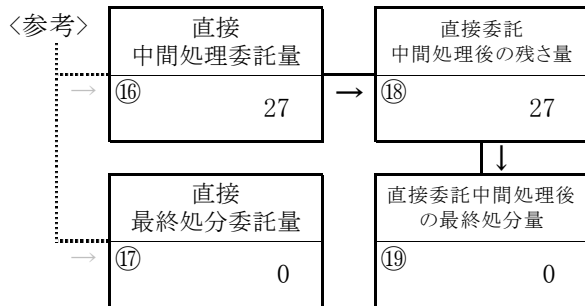 <参考>
直接
中間処理委託量
→
⑯
27
→
直接委託
中間処理後の残さ量
⑱
27
↓
直接
最終処分委託量
→
⑰
0
直接委託中間処理後
の最終処分量
⑲
0